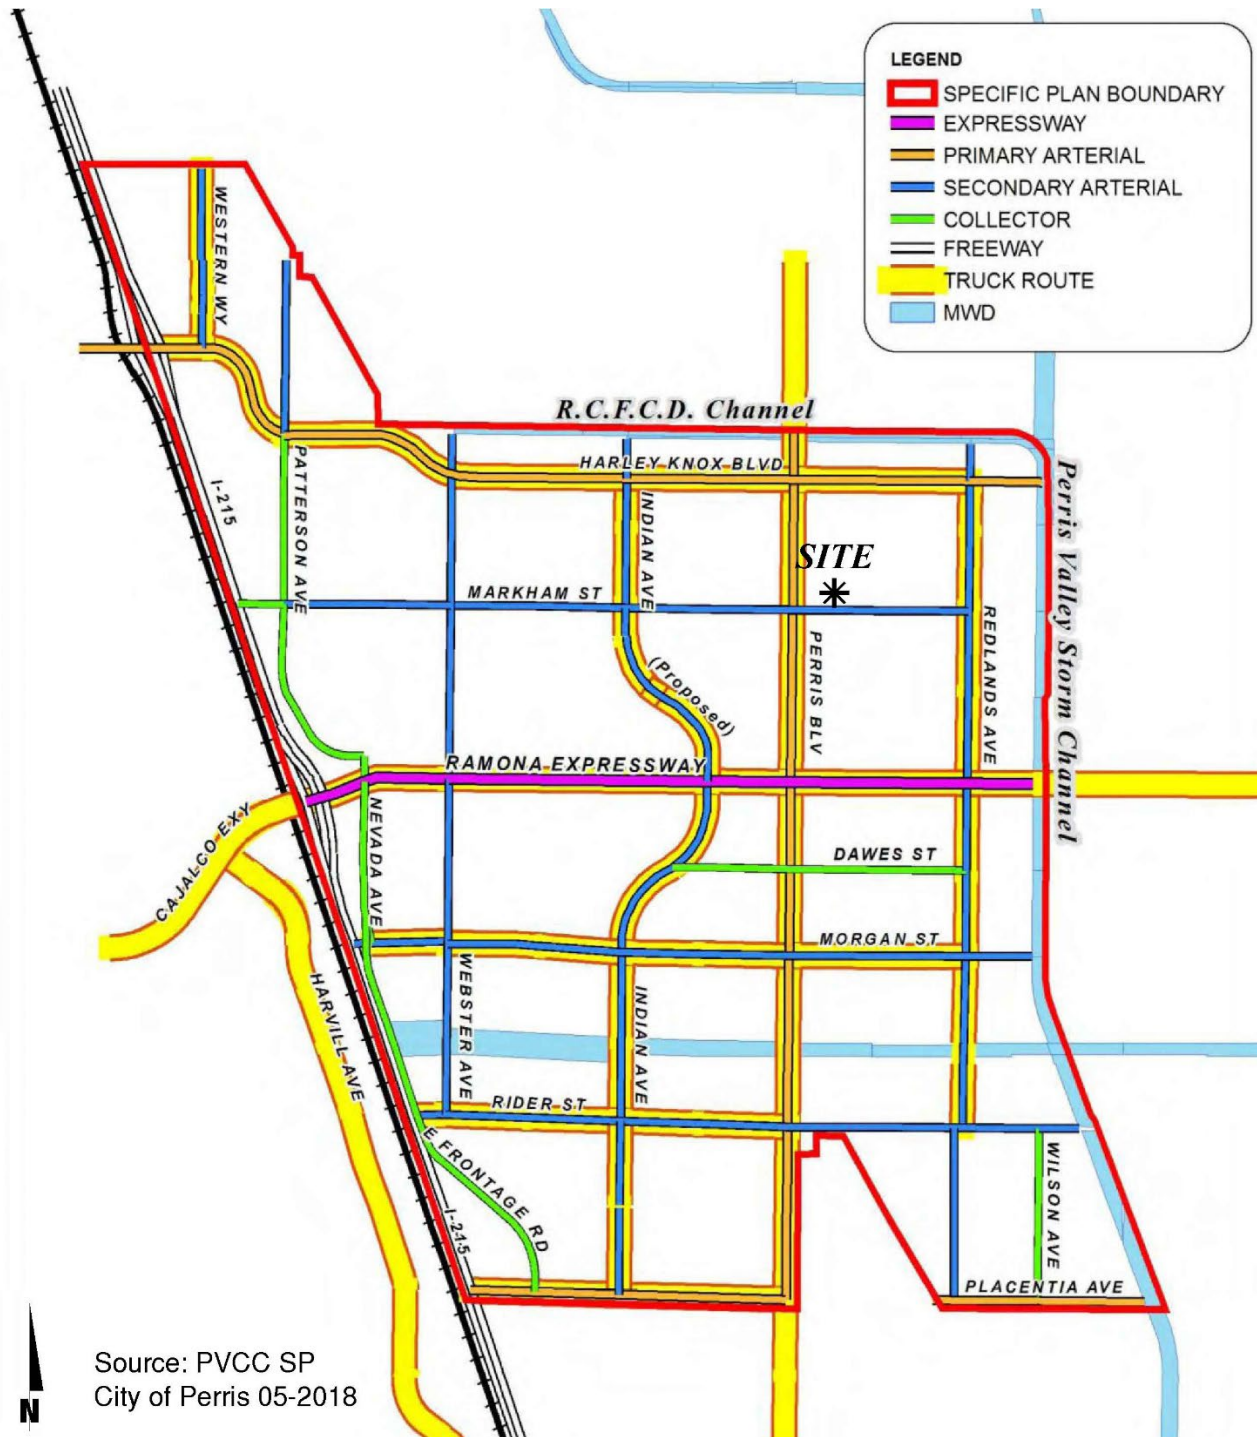 LEGEND
SPECIFIC PLAN BOUNDARY
EXPRESSWAY
PRIMARY ARTERIAL
SECONDARY ARTERIAL
COLLECTOR
FREEWAY
TRUCK ROUTE
MWD
WESTERN WY
R.C.F.C.D. Channel
HARLEY KNOX BLVD
PATTERSON AVE
I-215
INDIAN AVE
Perris Valley Storm Channel
SITE
MARKHAM ST
REDLANDS AVE
PERRIS BLV
(Proposed)
RAMONA EXPRESSWAY
CAJALCO EXY
NEVADA AVE
DAWES ST
MORGAN ST
WEBSTER AVE
HARVILL AVE
INDIAN AVE
RIDER ST
E FRONTAGE RD
WILSON AVE
I-215
PLACENTIA AVE
Source: PVCC SP
City of Perris 05-2018
N